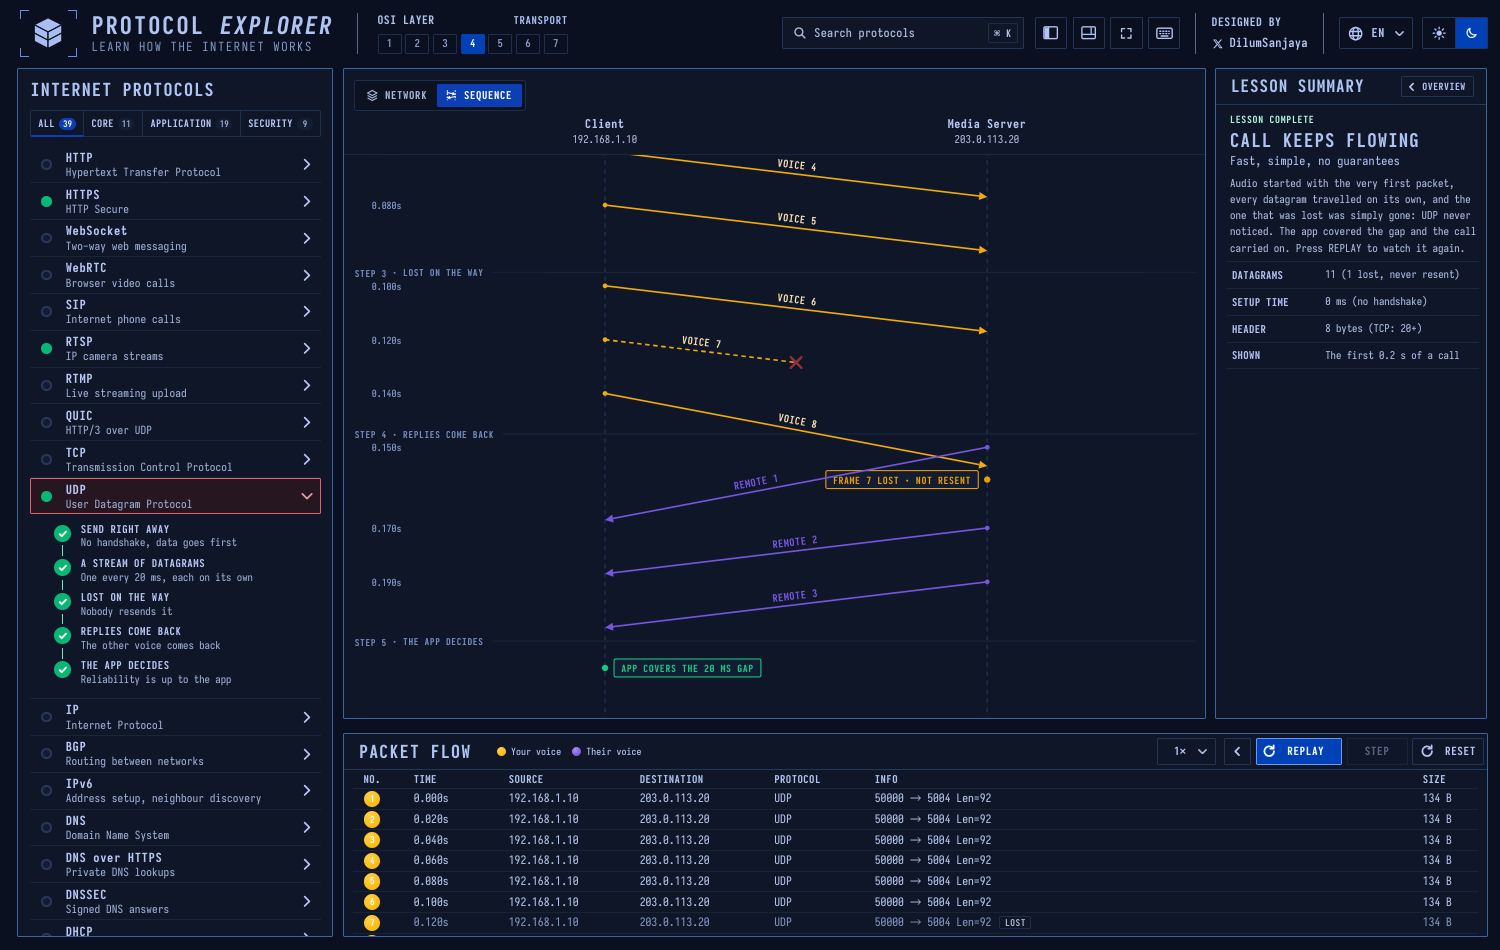 PROTOCOL EXPLORER
LEARN HOW THE INTERNET WORKS
OSI LAYER
TRANSPORT
1 2 3 4 5 6 7
Search protocols
⌘ K
DESIGNED BY
DilumSanjaya
EN
INTERNET PROTOCOLS
ALL 39
CORE 11
APPLICATION 19
SECURITY 9
HTTP
Hypertext Transfer Protocol
HTTPS
HTTP Secure
WebSocket
Two-way web messaging
WebRTC
Browser video calls
SIP
Internet phone calls
RTSP
IP camera streams
RTMP
Live streaming upload
QUIC
HTTP/3 over UDP
TCP
Transmission Control Protocol
UDP
User Datagram Protocol
SEND RIGHT AWAY
No handshake, data goes first
A STREAM OF DATAGRAMS
One every 20 ms, each on its own
LOST ON THE WAY
Nobody resends it
REPLIES COME BACK
The other voice comes back
THE APP DECIDES
Reliability is up to the app
IP
Internet Protocol
BGP
Routing between networks
IPv6
Address setup, neighbour discovery
DNS
Domain Name System
DNS over HTTPS
Private DNS lookups
DNSSEC
Signed DNS answers
DHCP
NETWORK
SEQUENCE
Client
192.168.1.10
Media Server
203.0.113.20
VOICE 4
0.080s
VOICE 5
STEP 3 · LOST ON THE WAY
0.100s
VOICE 6
0.120s
VOICE 7
0.140s
VOICE 8
STEP 4 · REPLIES COME BACK
0.150s
FRAME 7 LOST · NOT RESENT
REMOTE 1
0.170s
REMOTE 2
0.190s
REMOTE 3
STEP 5 · THE APP DECIDES
APP COVERS THE 20 MS GAP
LESSON SUMMARY
OVERVIEW
LESSON COMPLETE
CALL KEEPS FLOWING
Fast, simple, no guarantees
Audio started with the very first packet,
every datagram travelled on its own, and the
one that was lost was simply gone: UDP never
noticed. The app covered the gap and the call
carried on. Press REPLAY to watch it again.
DATAGRAMS 11 (1 lost, never resent)
SETUP TIME 0 ms (no handshake)
HEADER 8 bytes (TCP: 20+)
SHOWN The first 0.2 s of a call
PACKET FLOW
Your voice
Their voice
1×
REPLAY
STEP
RESET
NO. TIME SOURCE DESTINATION PROTOCOL INFO SIZE
1 0.000s 192.168.1.10 203.0.113.20 UDP 50000 → 5004 Len=92 134 B
2 0.020s 192.168.1.10 203.0.113.20 UDP 50000 → 5004 Len=92 134 B
3 0.040s 192.168.1.10 203.0.113.20 UDP 50000 → 5004 Len=92 134 B
4 0.060s 192.168.1.10 203.0.113.20 UDP 50000 → 5004 Len=92 134 B
5 0.080s 192.168.1.10 203.0.113.20 UDP 50000 → 5004 Len=92 134 B
6 0.100s 192.168.1.10 203.0.113.20 UDP 50000 → 5004 Len=92 134 B
7 0.120s 192.168.1.10 203.0.113.20 UDP 50000 → 5004 Len=92 LOST 134 B